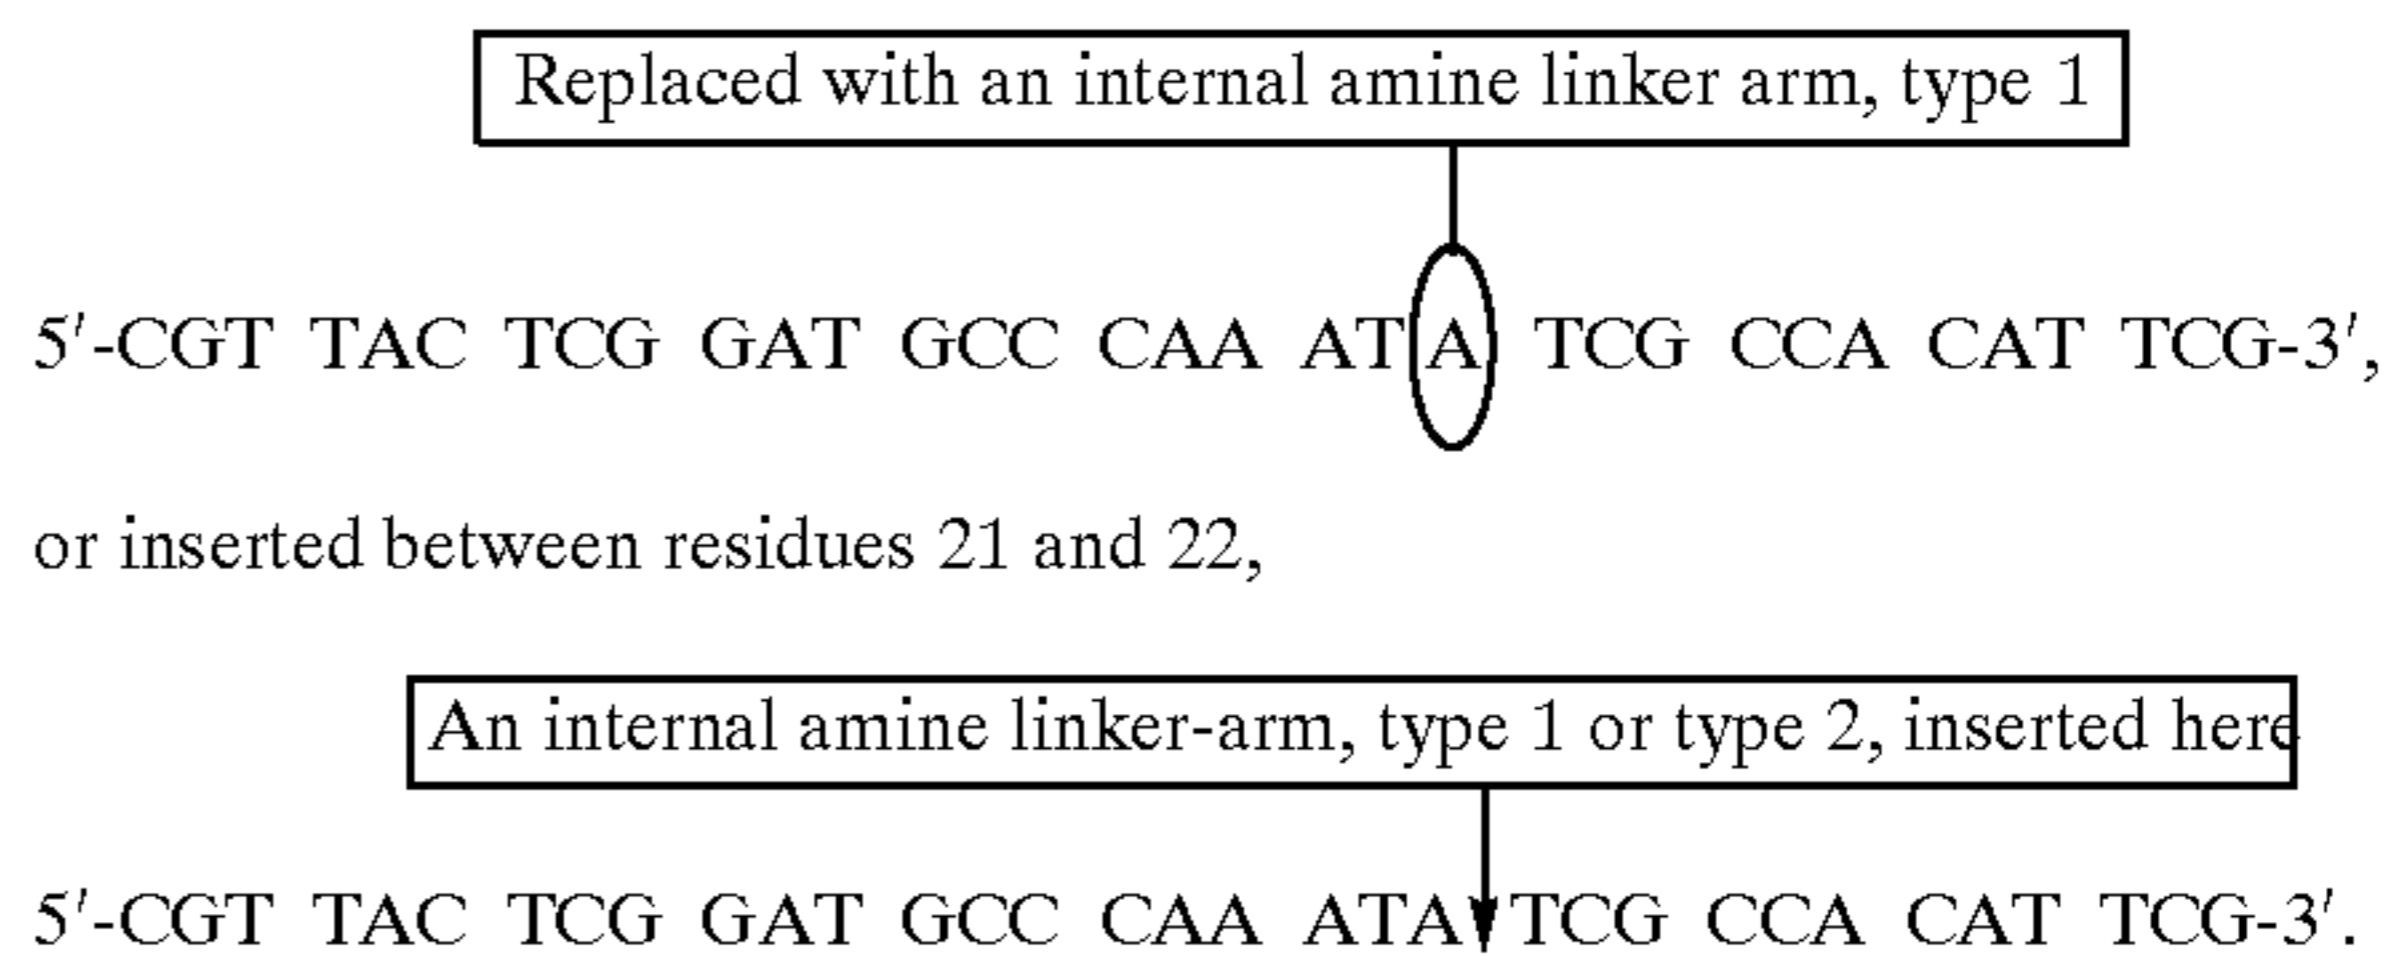 Replaced with an internal amine linker arm, type 1
5′-CGT TAC TCG GAT GCC CAA ATA TCG CCA CAT TCG-3′,
or inserted between residues 21 and 22,
An internal amine linker-arm, type 1 or type 2, inserted here
5′-CGT TAC TCG GAT GCC CAA ATA TCG CCA CAT TCG-3′.